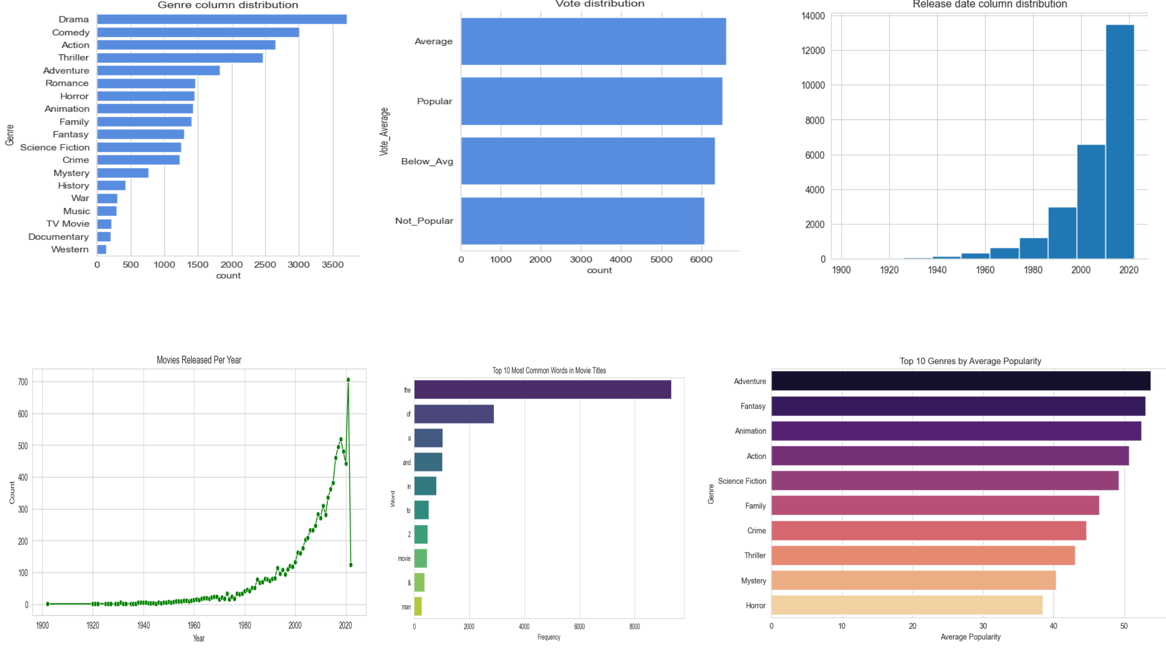 Genre column distribution
Genre
Drama
Comedy
Action
Thriller
Adventure
Romance
Horror
Animation
Family
Fantasy
Science Fiction
Crime
Mystery
History
War
Music
TV Movie
Documentary
Western
0 500 1000 1500 2000 2500 3000 3500
count
Vote distribution
Vote_Average
Average
Popular
Below_Avg
Not_Popular
0 1000 2000 3000 4000 5000 6000
count
Release date column distribution
14000
12000
10000
8000
6000
4000
2000
0
1900 1920 1940 1960 1980 2000 2020
Movies Released Per Year
Count
700
600
500
400
300
200
100
0
1900 1920 1940 1960 1980 2000 2020
Year
Top 10 Most Common Words in Movie Titles
Word
the
of
a
and
in
to
2
movie
&
man
0 2000 4000 6000 8000
Frequency
Top 10 Genres by Average Popularity
Genre
Adventure
Fantasy
Animation
Action
Science Fiction
Family
Crime
Thriller
Mystery
Horror
0 10 20 30 40 50
Average Popularity